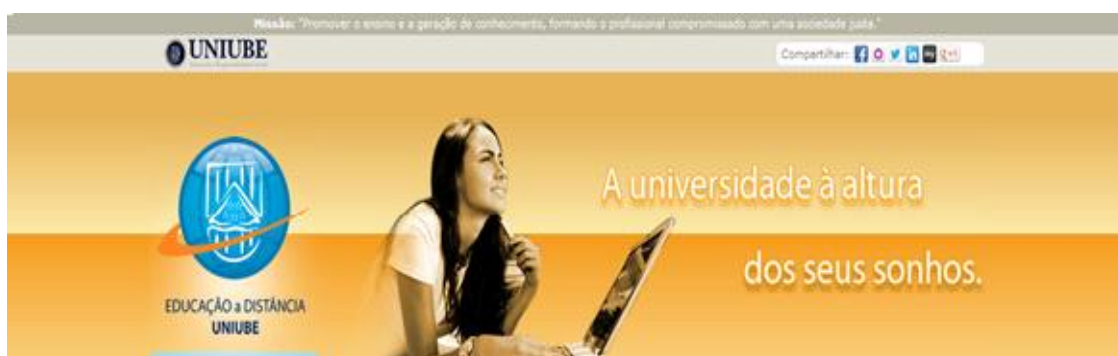 Missão: "Promover o ensino e a geração de conhecimento, formando o profissional compromissado com uma sociedade justa."
UNIUBE
Compartilhar:
A universidade à altura
dos seus sonhos.
EDUCAÇÃO a DISTÂNCIA
UNIUBE